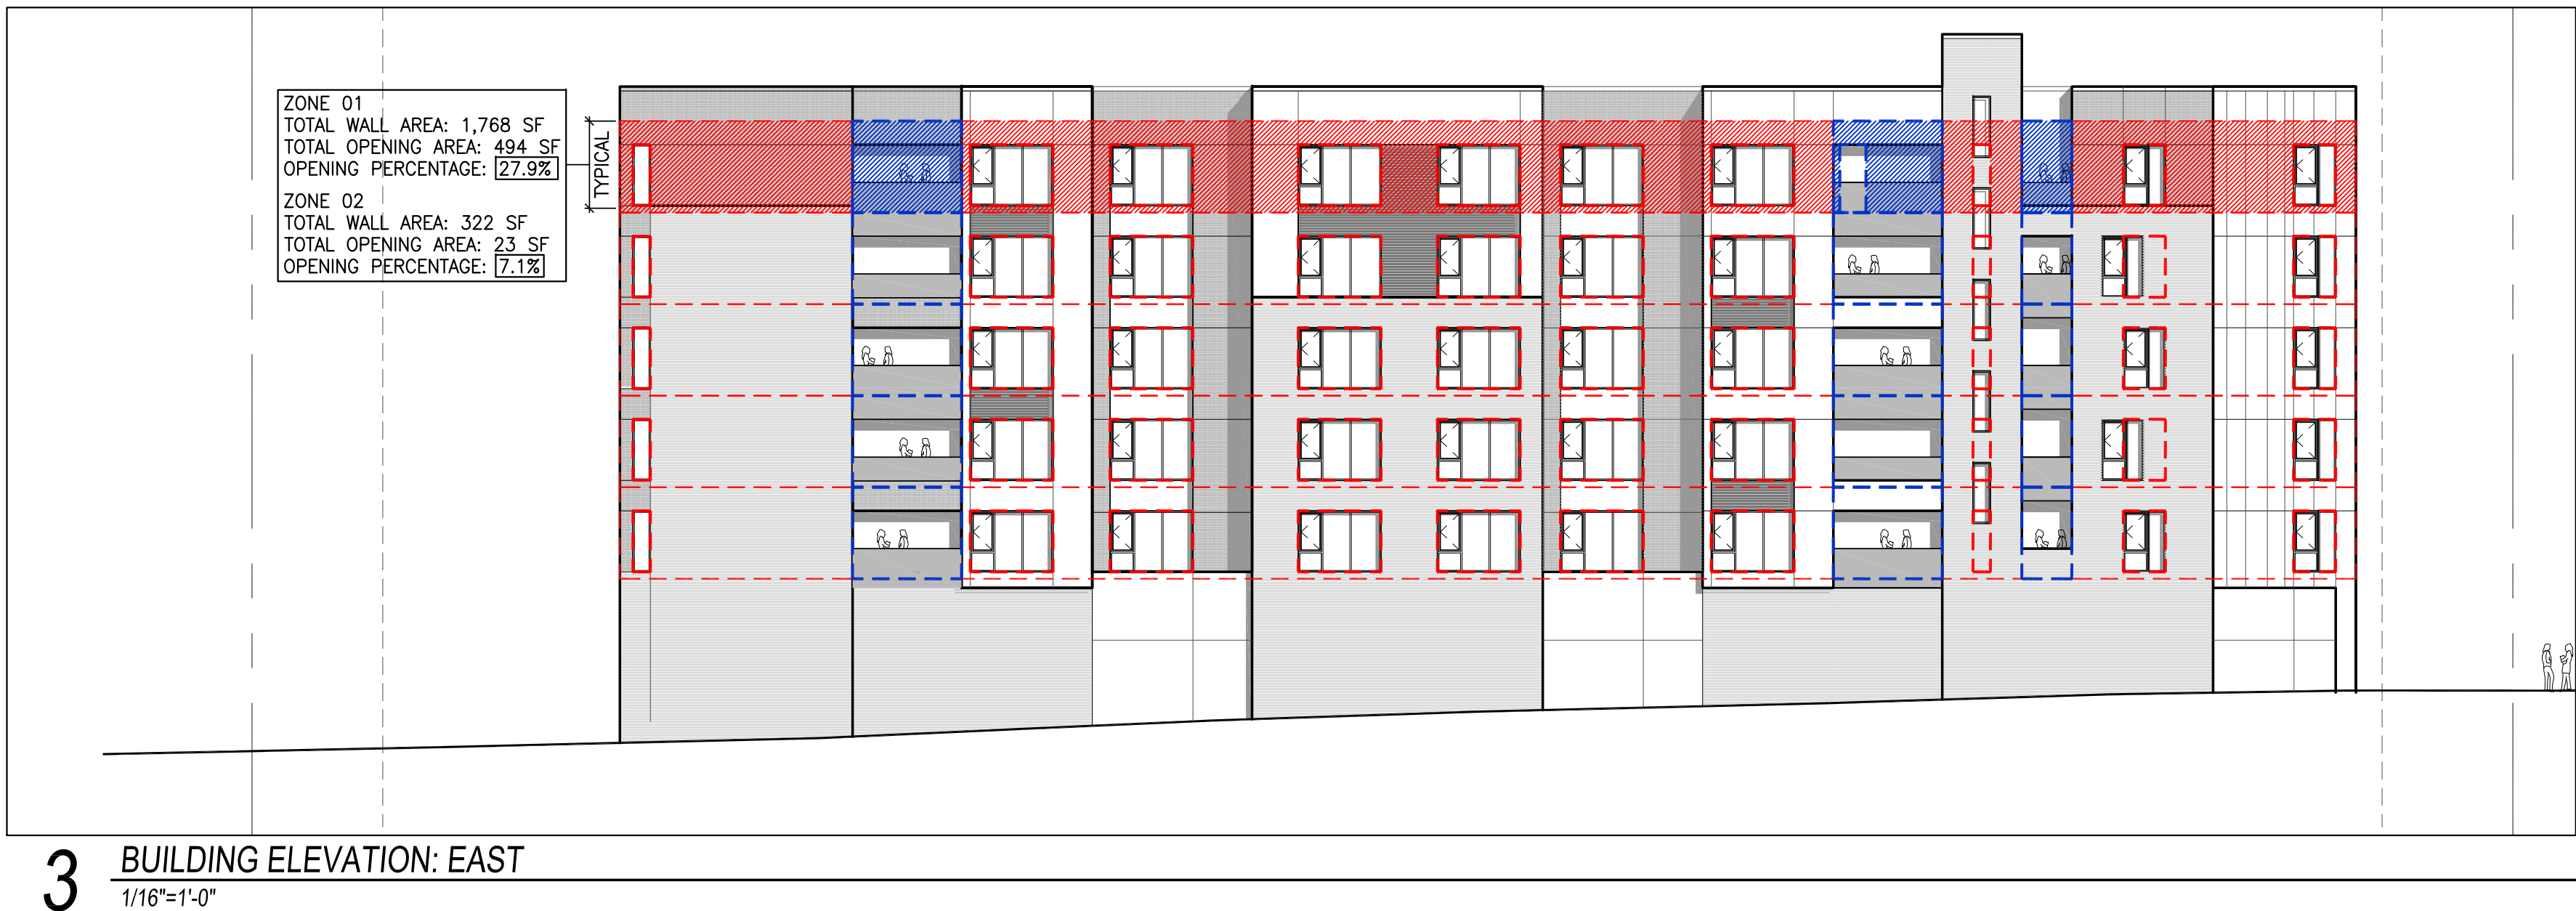 ZONE 01
TOTAL WALL AREA: 1,768 SF
TOTAL OPENING AREA: 494 SF
OPENING PERCENTAGE: 27.9%
ZONE 02
TOTAL WALL AREA: 322 SF
TOTAL OPENING AREA: 23 SF
OPENING PERCENTAGE: 7.1%
TYPICAL
3
BUILDING ELEVATION: EAST
1/16"=1'-0"